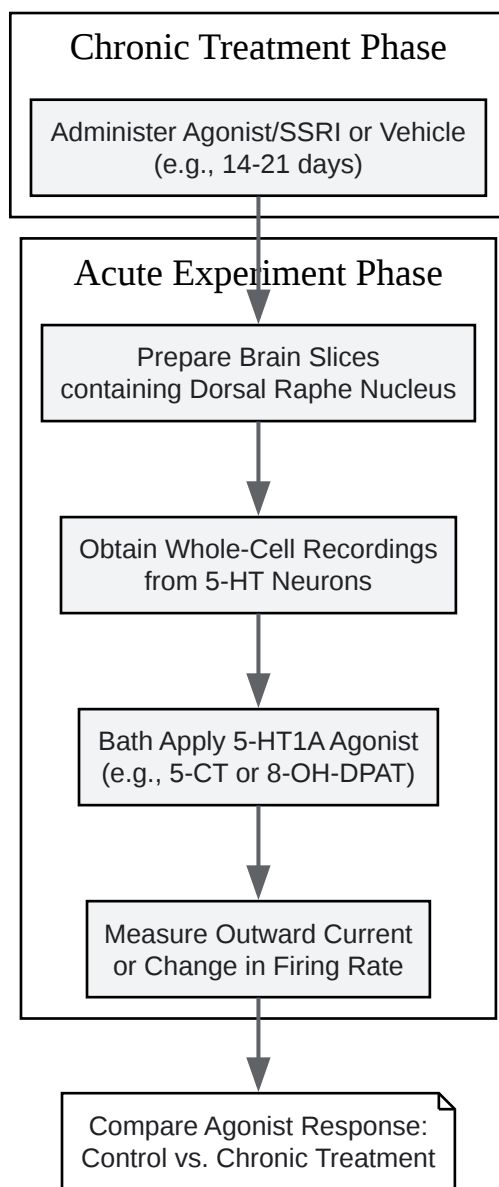 Chronic Treatment Phase
Administer Agonist/SSRI or Vehicle
(e.g., 14-21 days)
Acute Experiment Phase
Prepare Brain Slices
containing Dorsal Raphe Nucleus
Obtain Whole-Cell Recordings
from 5-HT Neurons
Bath Apply 5-HT1A Agonist
(e.g., 5-CT or 8-OH-DPAT)
Measure Outward Current
or Change in Firing Rate
Compare Agonist Response:
Control vs. Chronic Treatment